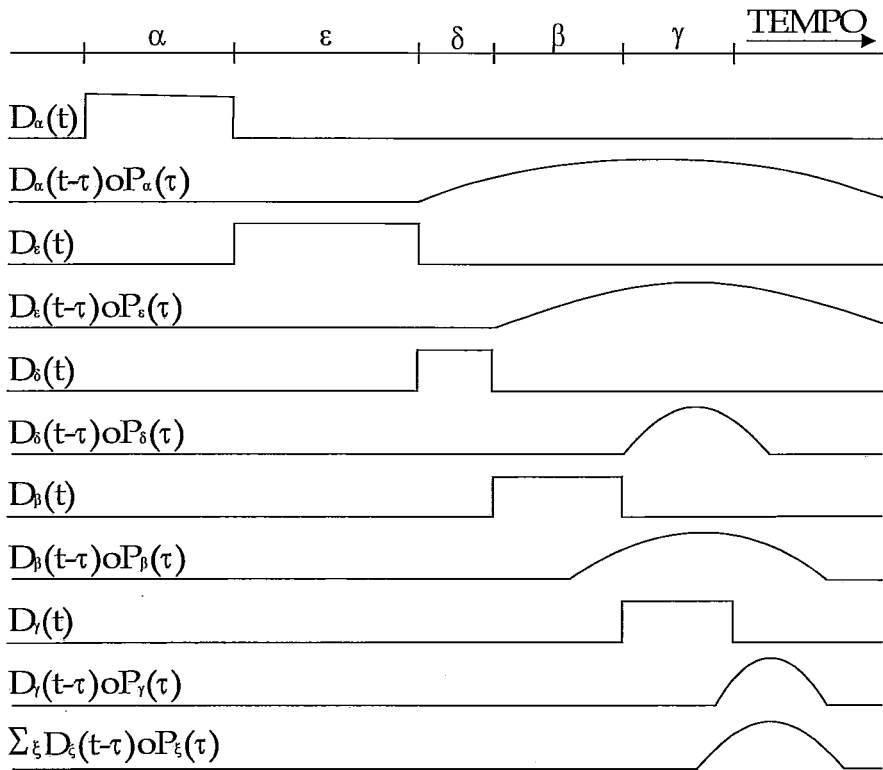 α ε δ β γ TEMPO
Dα(t)
Dα(t-τ)oPα(τ)
Dε(t)
Dε(t-τ)oPε(τ)
Dδ(t)
Dδ(t-τ)oPδ(τ)
Dβ(t)
Dβ(t-τ)oPβ(τ)
Dγ(t)
Dγ(t-τ)oPγ(τ)
ΣξDξ(t-τ)oPξ(τ)